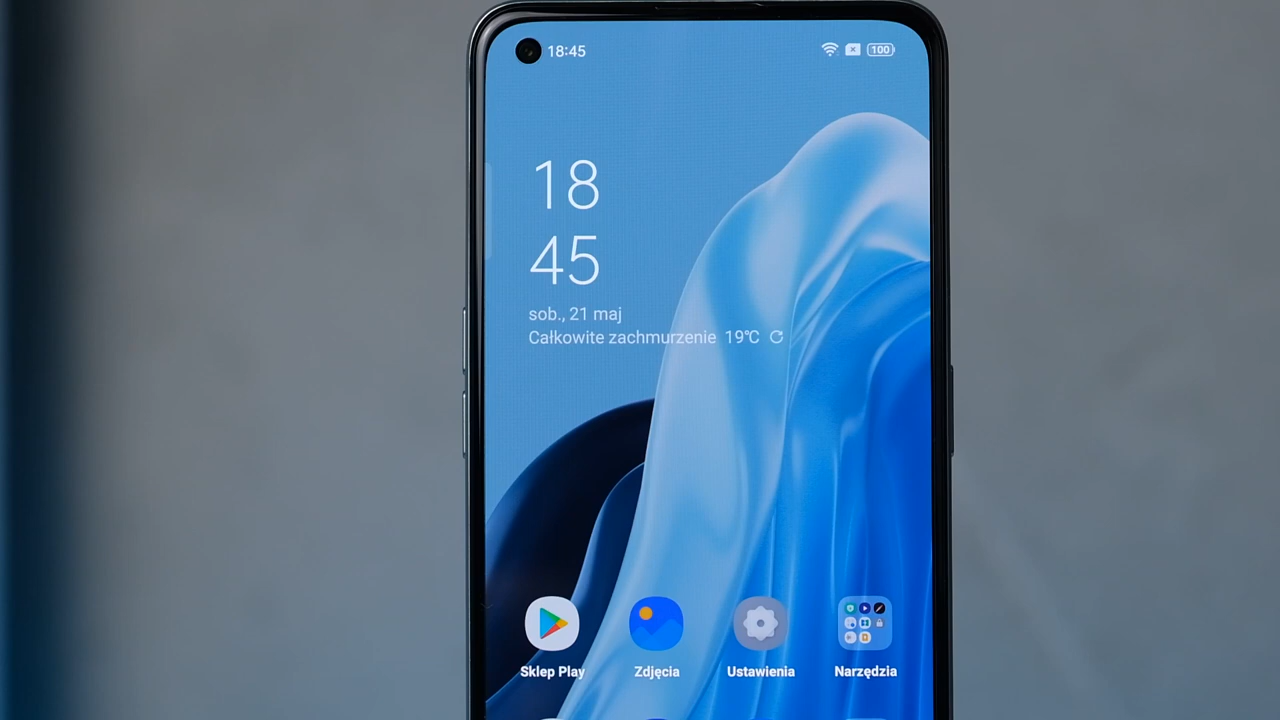 18:45
100
18
45
sob., 21 maj
Całkowite zachmurzenie 19°C
Sklep Play
Zdjęcia
Ustawienia
Narzędzia